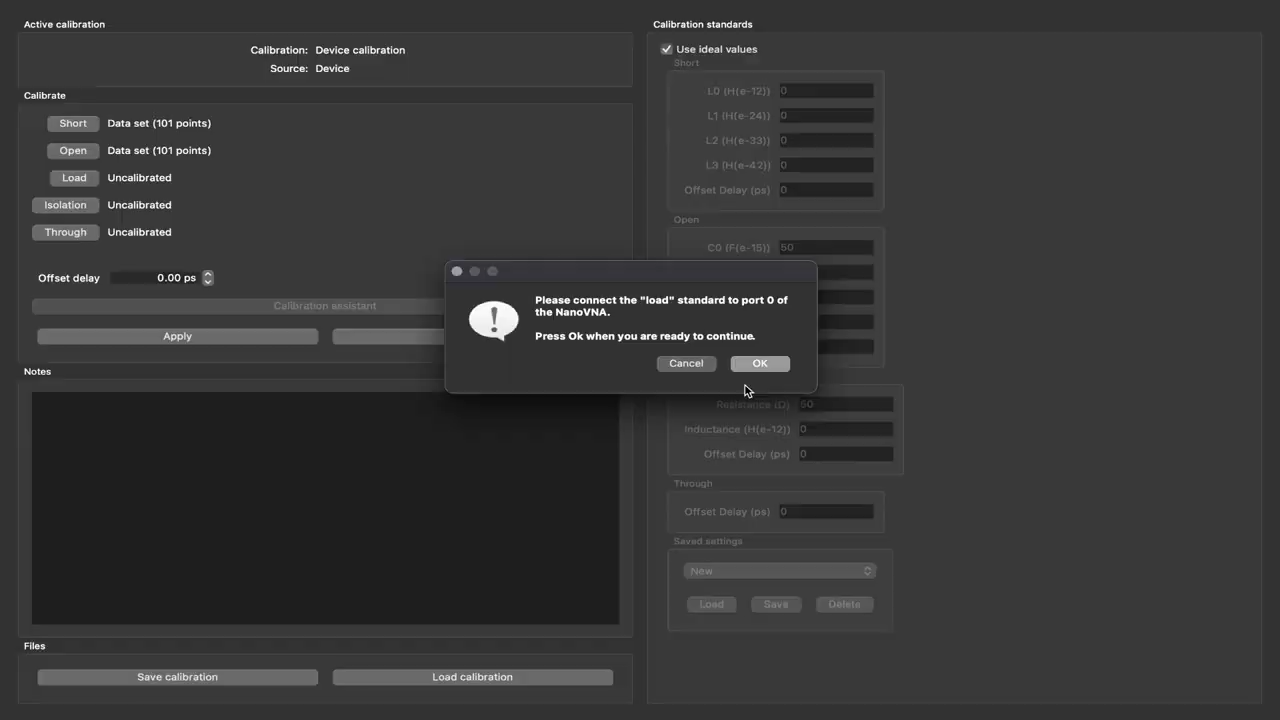 Active calibration
Calibration: Device calibration
Source: Device
Calibrate
Short Data set (101 points)
Open Data set (101 points)
Load Uncalibrated
Isolation Uncalibrated
Through Uncalibrated
Offset delay 0.00 ps
Calibration assistant
Apply
Notes
Files
Save calibration Load calibration
Please connect the "load" standard to port 0 of
the NanoVNA.
Press Ok when you are ready to continue.
Cancel OK
Calibration standards
Use ideal values
Short
L0 (H(e-12)) 0
L1 (H(e-24)) 0
L2 (H(e-33)) 0
L3 (H(e-42)) 0
Offset Delay (ps) 0
Open
C0 (F(e-15)) 50
Resistance (Ω) 50
Inductance (H(e-12)) 0
Offset Delay (ps) 0
Through
Offset Delay (ps) 0
Saved settings
New
Load Save Delete